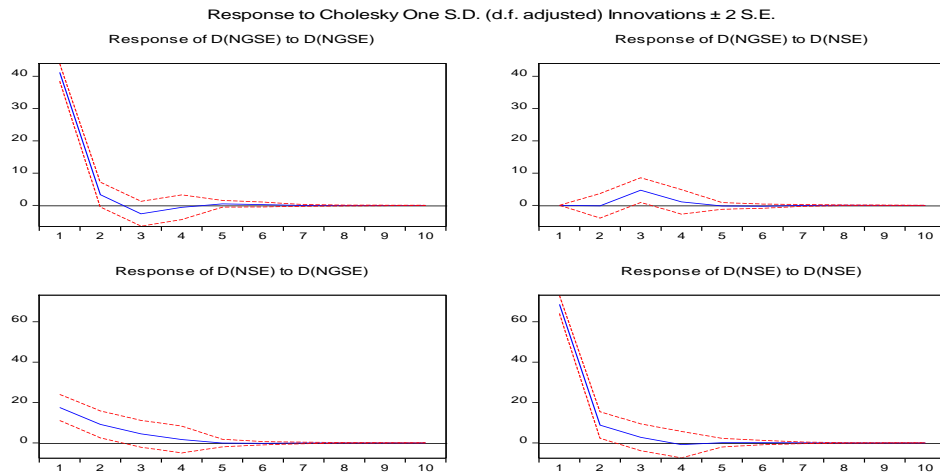 Response to Cholesky One S.D. (d.f. adjusted) Innovations ± 2 S.E.
Response of D(NGSE) to D(NGSE)
40
30
20
10
0
1 2 3 4 5 6 7 8 9 10
Response of D(NGSE) to D(NSE)
40
30
20
10
0
1 2 3 4 5 6 7 8 9 10
Response of D(NSE) to D(NGSE)
60
40
20
0
1 2 3 4 5 6 7 8 9 10
Response of D(NSE) to D(NSE)
60
40
20
0
1 2 3 4 5 6 7 8 9 10